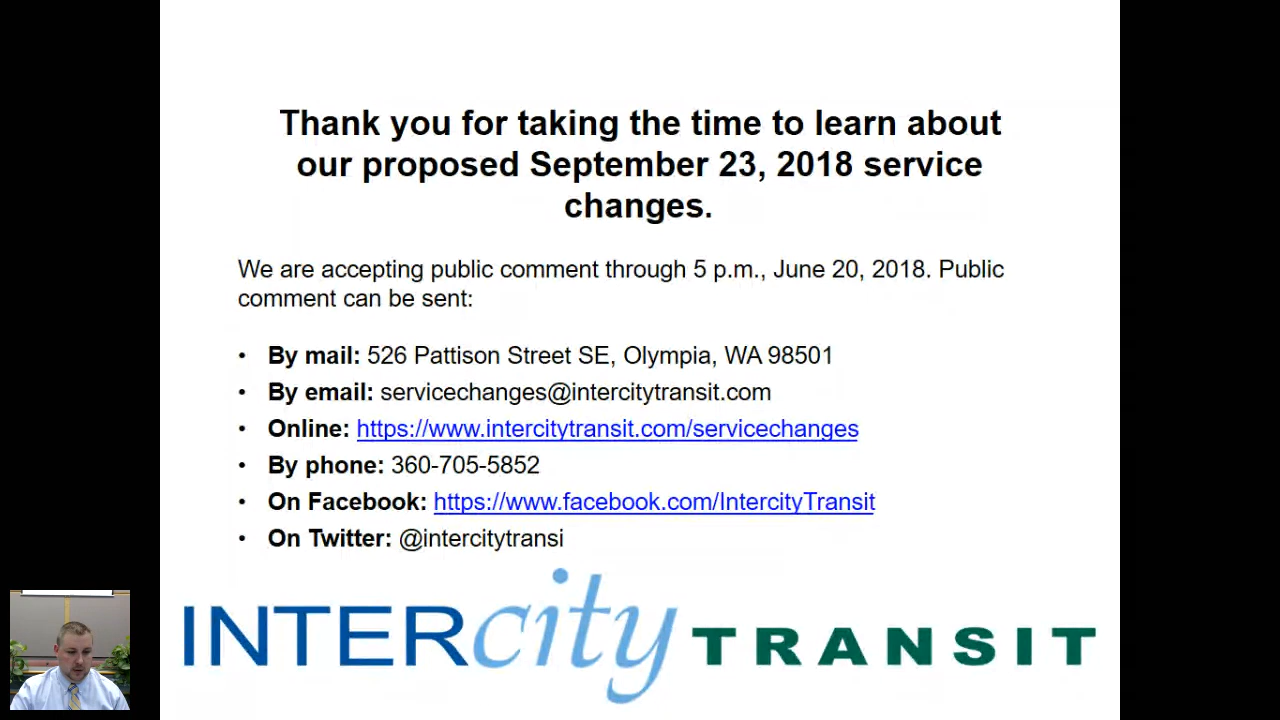 Thank you for taking the time to learn about
our proposed September 23, 2018 service
changes.
We are accepting public comment through 5 p.m., June 20, 2018. Public
comment can be sent:
• By mail: 526 Pattison Street SE, Olympia, WA 98501
• By email: servicechanges@intercitytransit.com
• Online: https://www.intercitytransit.com/servicechanges
• By phone: 360-705-5852
• On Facebook: https://www.facebook.com/IntercityTransit
• On Twitter: @intercitytransi
INTERcity TRANSIT